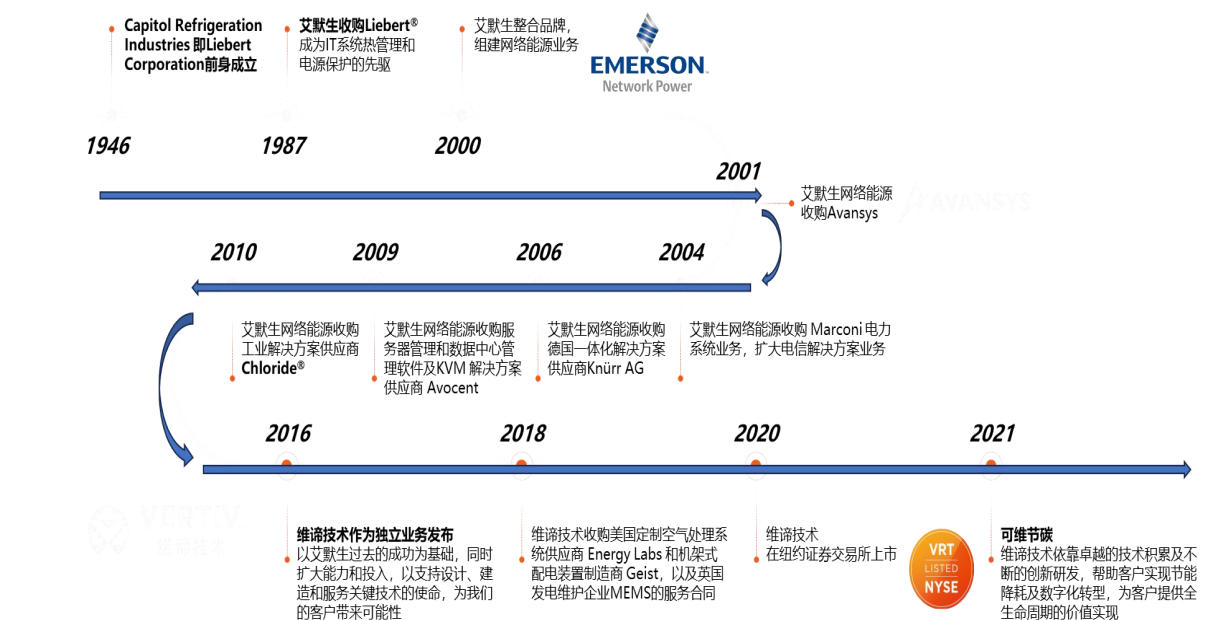 Capitol Refrigeration
Industries 即Liebert
Corporation前身成立
艾默生收购Liebert®
成为IT系统热管理和
电源保护的先驱
艾默生整合品牌，
组建网络能源业务
EMERSON
Network Power
1946
1987
2000
2001
艾默生网络能源
收购Avansys
AVANSYS
2010
2009
2006
2004
艾默生网络能源收购
工业解决方案供应商
Chloride®
艾默生网络能源收购服
务器管理和数据中心管
理软件及KVM 解决方案
供应商 Avocent
艾默生网络能源收购
德国一体化解决方案
供应商Knürr AG
艾默生网络能源收购 Marconi 电力
系统业务，扩大电信解决方案业务
2016
2018
2020
2021
VERTIV.
维谛技术
维谛技术作为独立业务发布
以艾默生过去的成功为基础，同时
扩大能力和投入，以支持设计、建
造和服务关键技术的使命，为我们
的客户带来可能性
维谛技术收购美国定制空气处理系
统供应商 Energy Labs 和机架式
配电装置制造商 Geist，以及英国
发电维护企业MEMS的服务合同
维谛技术
在纽约证券交易所上市
VRT
LISTED
NYSE
可维节碳
维谛技术依靠卓越的技术积累及不
断的创新研发，帮助客户实现节能
降耗及数字化转型，为客户提供全
生命周期的价值实现